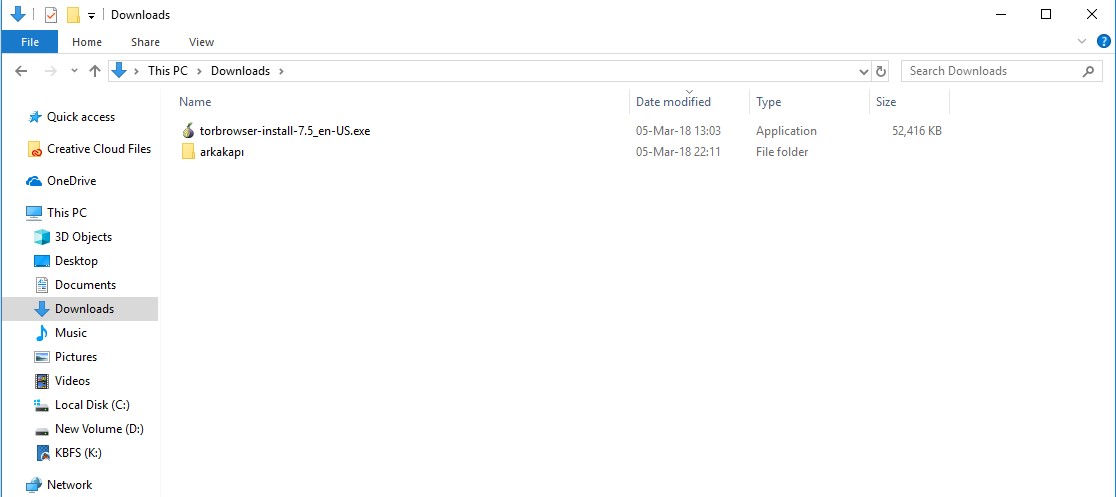 Downloads
File Home Share View
This PC Downloads
Search Downloads
Name Date modified Type Size
torbrowser-install-7.5_en-US.exe 05-Mar-18 13:03 Application 52,416 KB
arkakapı 05-Mar-18 22:11 File folder
Quick access
Creative Cloud Files
OneDrive
This PC
3D Objects
Desktop
Documents
Downloads
Music
Pictures
Videos
Local Disk (C:)
New Volume (D:)
KBFS (K:)
Network